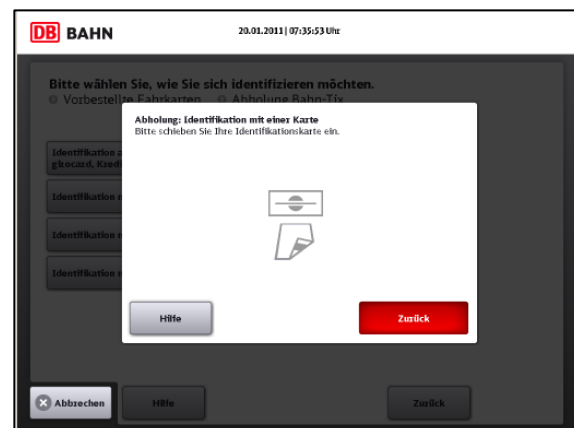 DB BAHN
20.01.2011 | 07:35:53 Uhr
Bitte wählen Sie, wie Sie sich identifizieren möchten.
Vorbestellte Fahrkarten Abholung Bahn-Tix
Abholung: Identifikation mit einer Karte
Bitte schieben Sie Ihre Identifikationskarte ein.
Identifikation
girocard,
Identifikation
Identifikation
Identifikation
Hilfe
Zurück
Abbrechen
Hilfe
Zurück